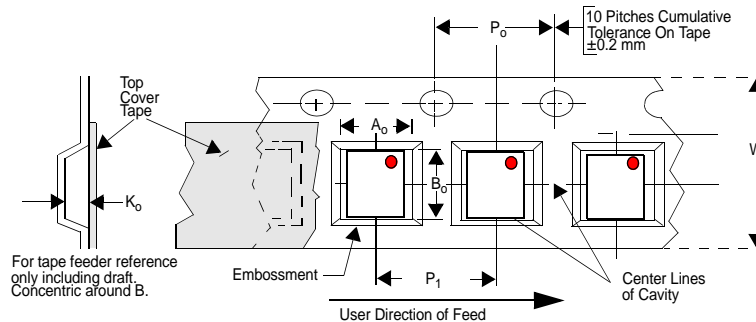 10 Pitches Cumulative
Tolerance On Tape
±0.2 mm
Po
Top
Cover
Tape
Ao
W
Bo
Ko
For tape feeder reference
only including draft.
Concentric around B.
Embossment
P1
Center Lines
of Cavity
User Direction of Feed